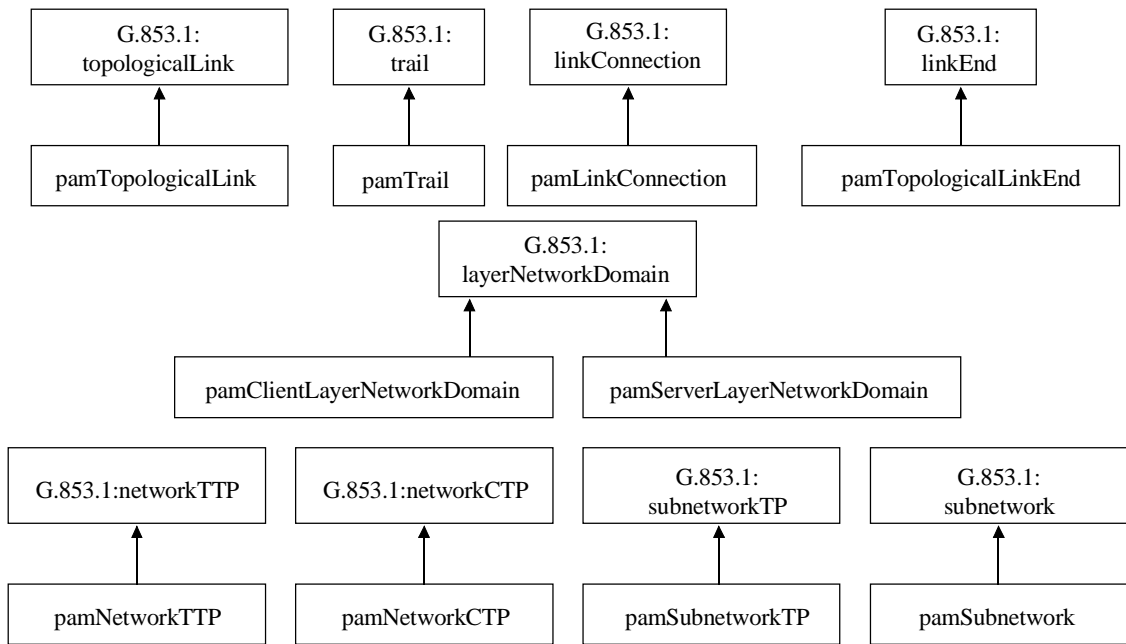 G.853.1:
topologicalLink
G.853.1:
trail
G.853.1:
linkConnection
G.853.1:
linkEnd
pamTopologicalLink
pamTrail
pamLinkConnection
pamTopologicalLinkEnd
G.853.1:
layerNetworkDomain
pamClientLayerNetworkDomain
pamServerLayerNetworkDomain
G.853.1:networkTTP
G.853.1:networkCTP
G.853.1:
subnetworkTP
G.853.1:
subnetwork
pamNetworkTTP
pamNetworkCTP
pamSubnetworkTP
pamSubnetwork